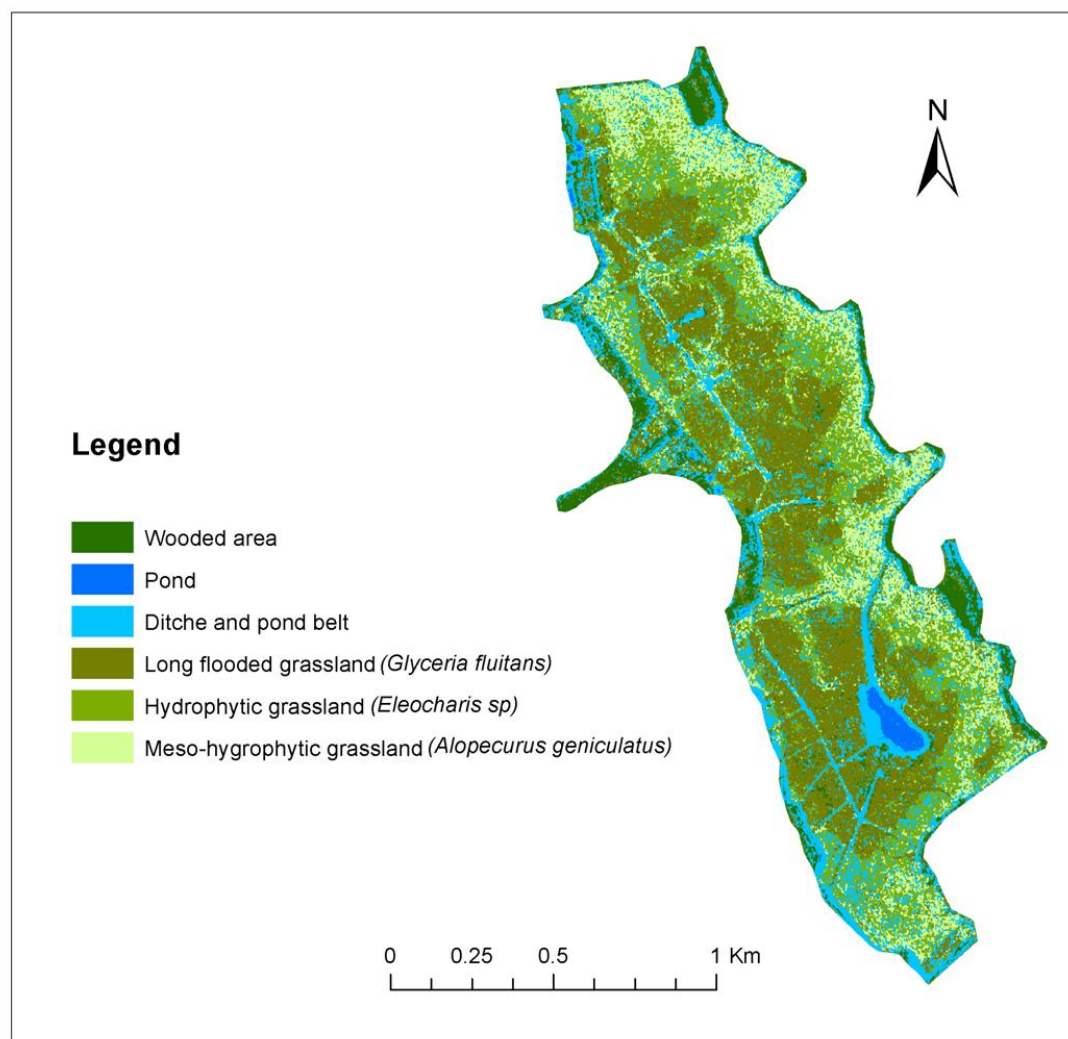 N
Legend
Wooded area
Pond
Ditche and pond belt
Long flooded grassland (Glyceria fluitans)
Hydrophytic grassland (Eleocharis sp)
Meso-hygrophytic grassland (Alopecurus geniculatus)
0 0.25 0.5 1 Km